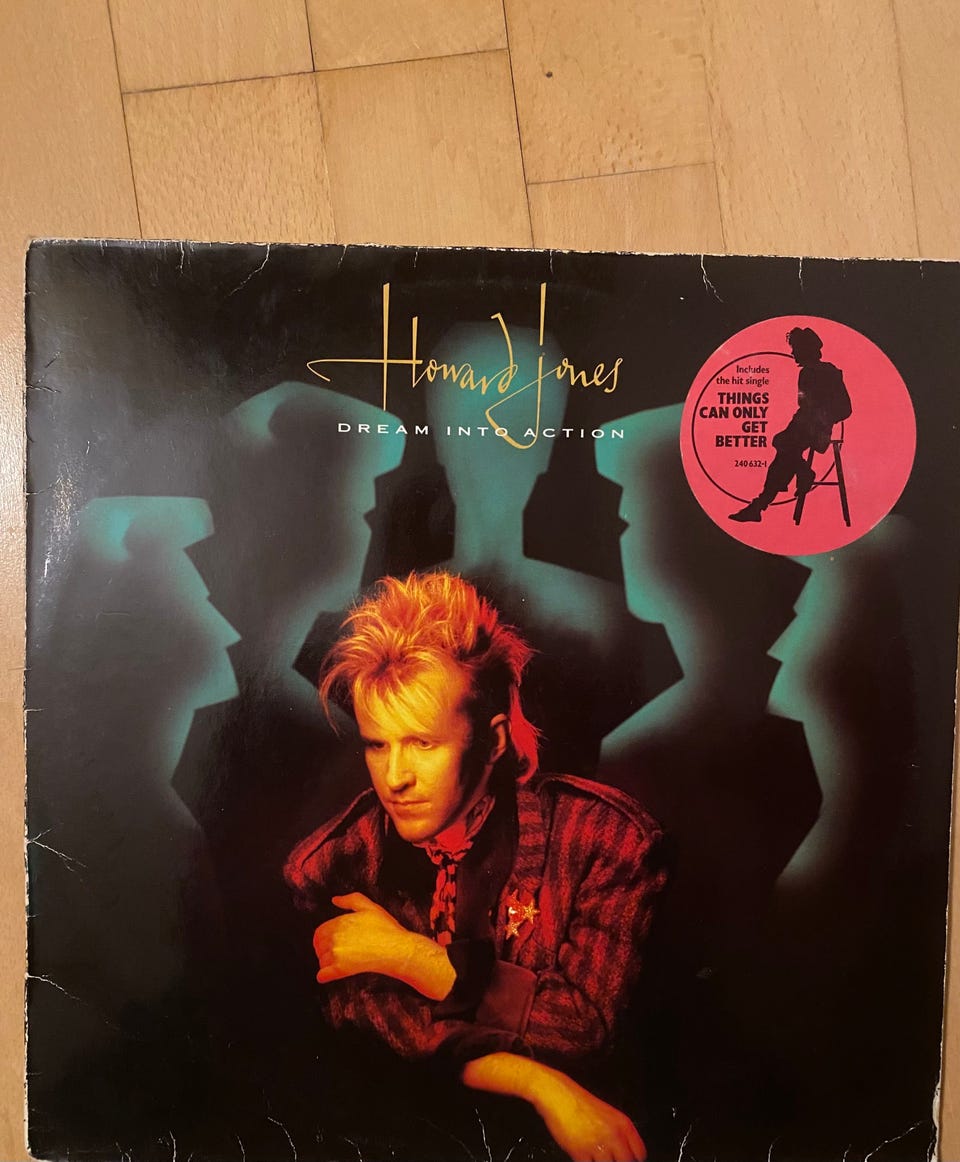 Howard Jones
DREAM INTO ACTION
Includes
the hit single
THINGS
CAN ONLY
GET
BETTER
240 632-1